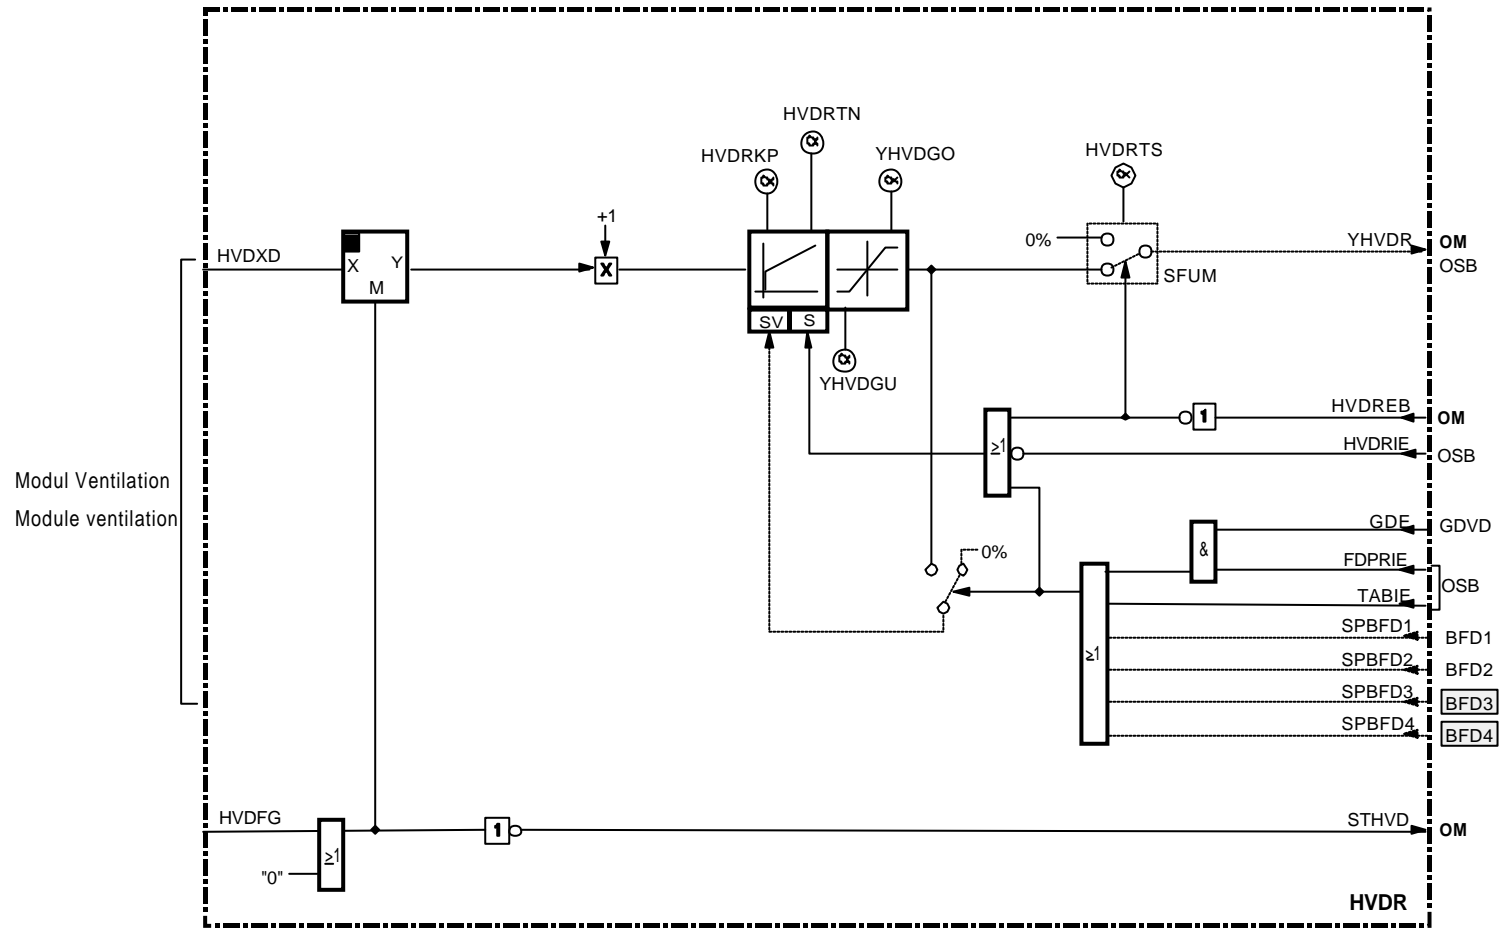 HVDRTN
HVDRKP
YHVDGO
HVDRTS
+1
HVDXD
X
Y
M
X
0%
YHVDR
OM
OSB
SFUM
SV
S
YHVDGU
HVDREB
OM
1
≥1
HVDRIE
OSB
Modul Ventilation
Module ventilation
GDE
GDVD
&
FDPRIE
OSB
TABIE
0%
≥1
SPBFD1
BFD1
SPBFD2
BFD2
SPBFD3
BFD3
SPBFD4
BFD4
HVDFG
1
STHVD
OM
≥1
"0"
HVDR